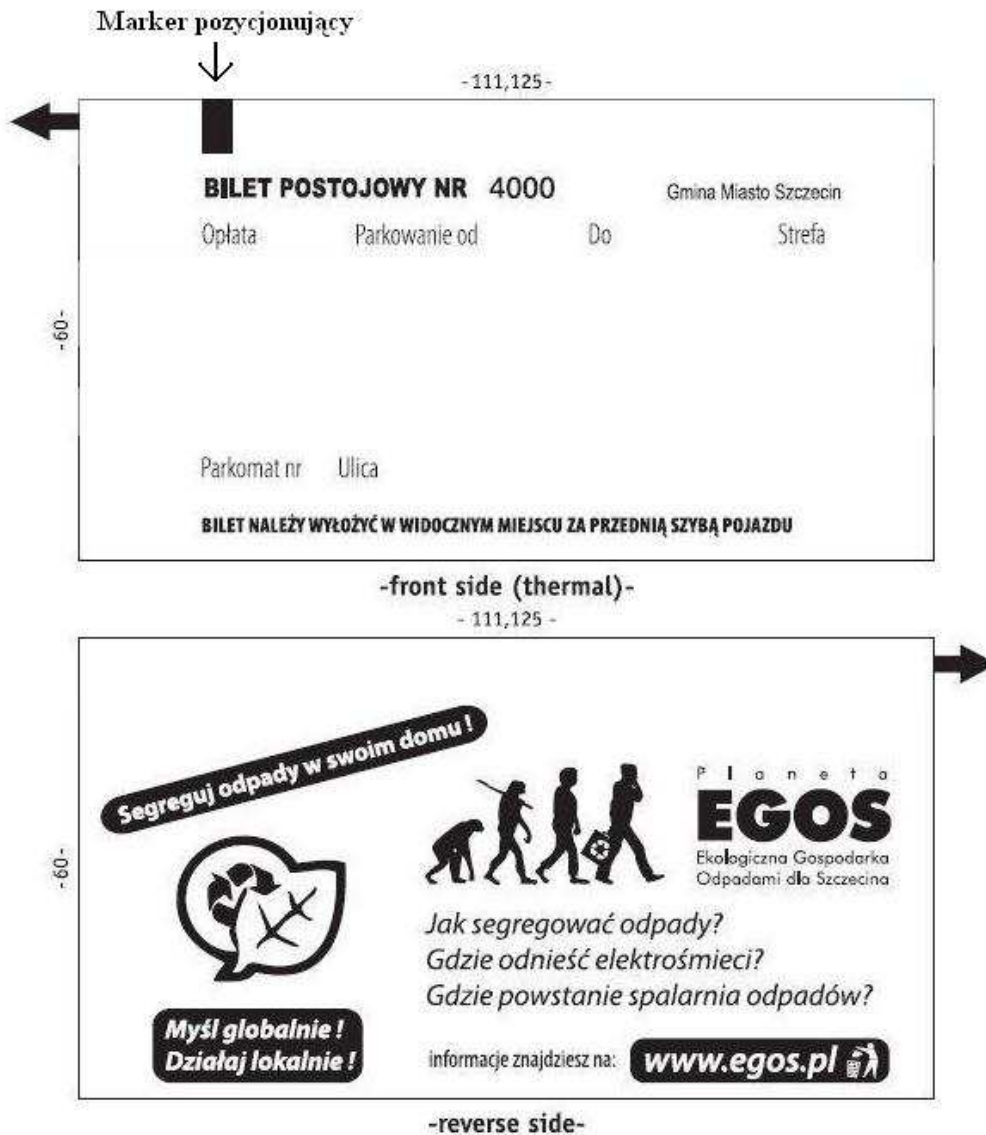 Marker pozycjonujący
-111,125-
BILET POSTOJOWY NR 4000 Gmina Miasto Szczecin
Opłata Parkowanie od Do Strefa
-60-
Parkomat nr Ulica
BILET NALEŻY WYŁOŻYĆ W WIDOCZNYM MIEJSCU ZA PRZEDNIĄ SZYBĄ POJAZDU
-front side (thermal)-
- 111,125 -
Segreguj odpady w swoim domu !
Planeta
EGOS
Ekologiczna Gospodarka
Odpadami dla Szczecina
-60-
Jak segregować odpady?
Gdzie odnieść elektrośmieci?
Gdzie powstanie spalarnia odpadów?
Myśl globalnie !
Działaj lokalnie !
informacje znajdziesz na: www.egos.pl
-reverse side-